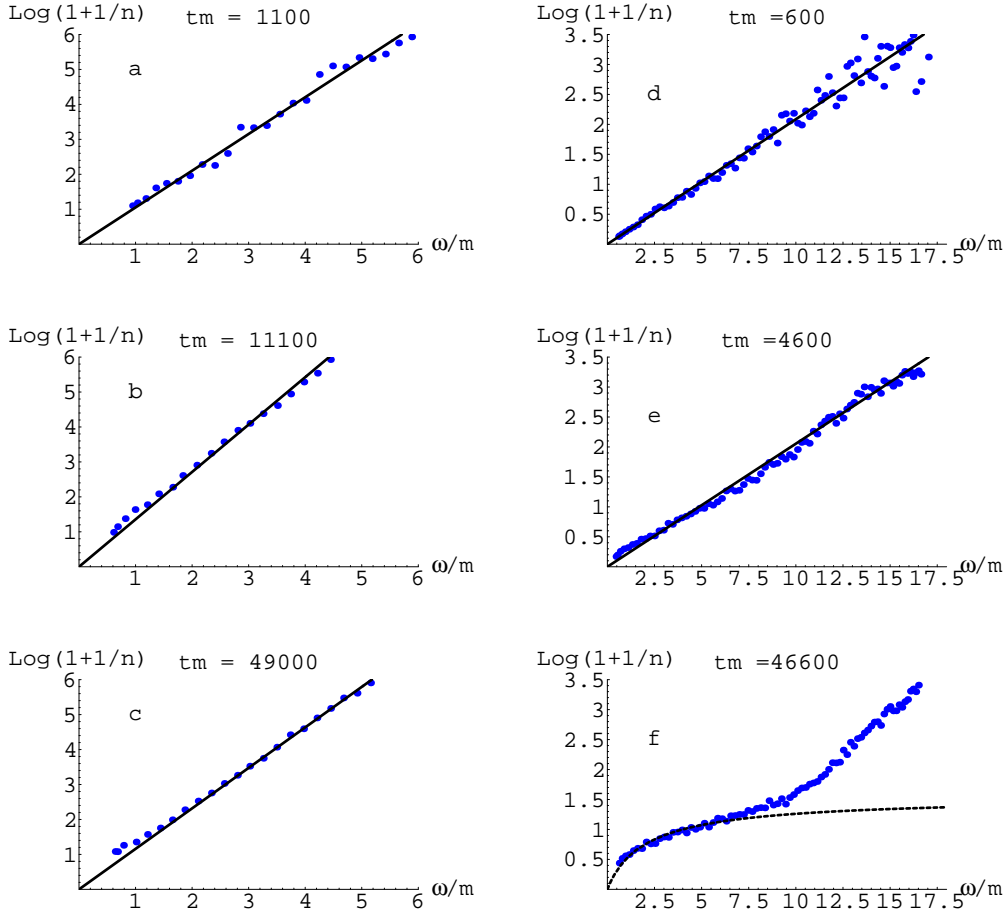 Log(1+1/n)
tm = 1100
6
5
4
3
2
1
a
1 2 3 4 5 6
ω/m
Log(1+1/n)
tm =600
3.5
3
2.5
2
1.5
1
0.5
d
2.5 5 7.5 10 12.5 15 17.5
ω/m
Log(1+1/n)
tm = 11100
6
5
4
3
2
1
b
1 2 3 4 5 6
ω/m
Log(1+1/n)
tm =4600
3.5
3
2.5
2
1.5
1
0.5
e
2.5 5 7.5 10 12.5 15 17.5
ω/m
Log(1+1/n)
tm = 49000
6
5
4
3
2
1
c
1 2 3 4 5 6
ω/m
Log(1+1/n)
tm =46600
3.5
3
2.5
2
1.5
1
0.5
f
2.5 5 7.5 10 12.5 15 17.5
ω/m